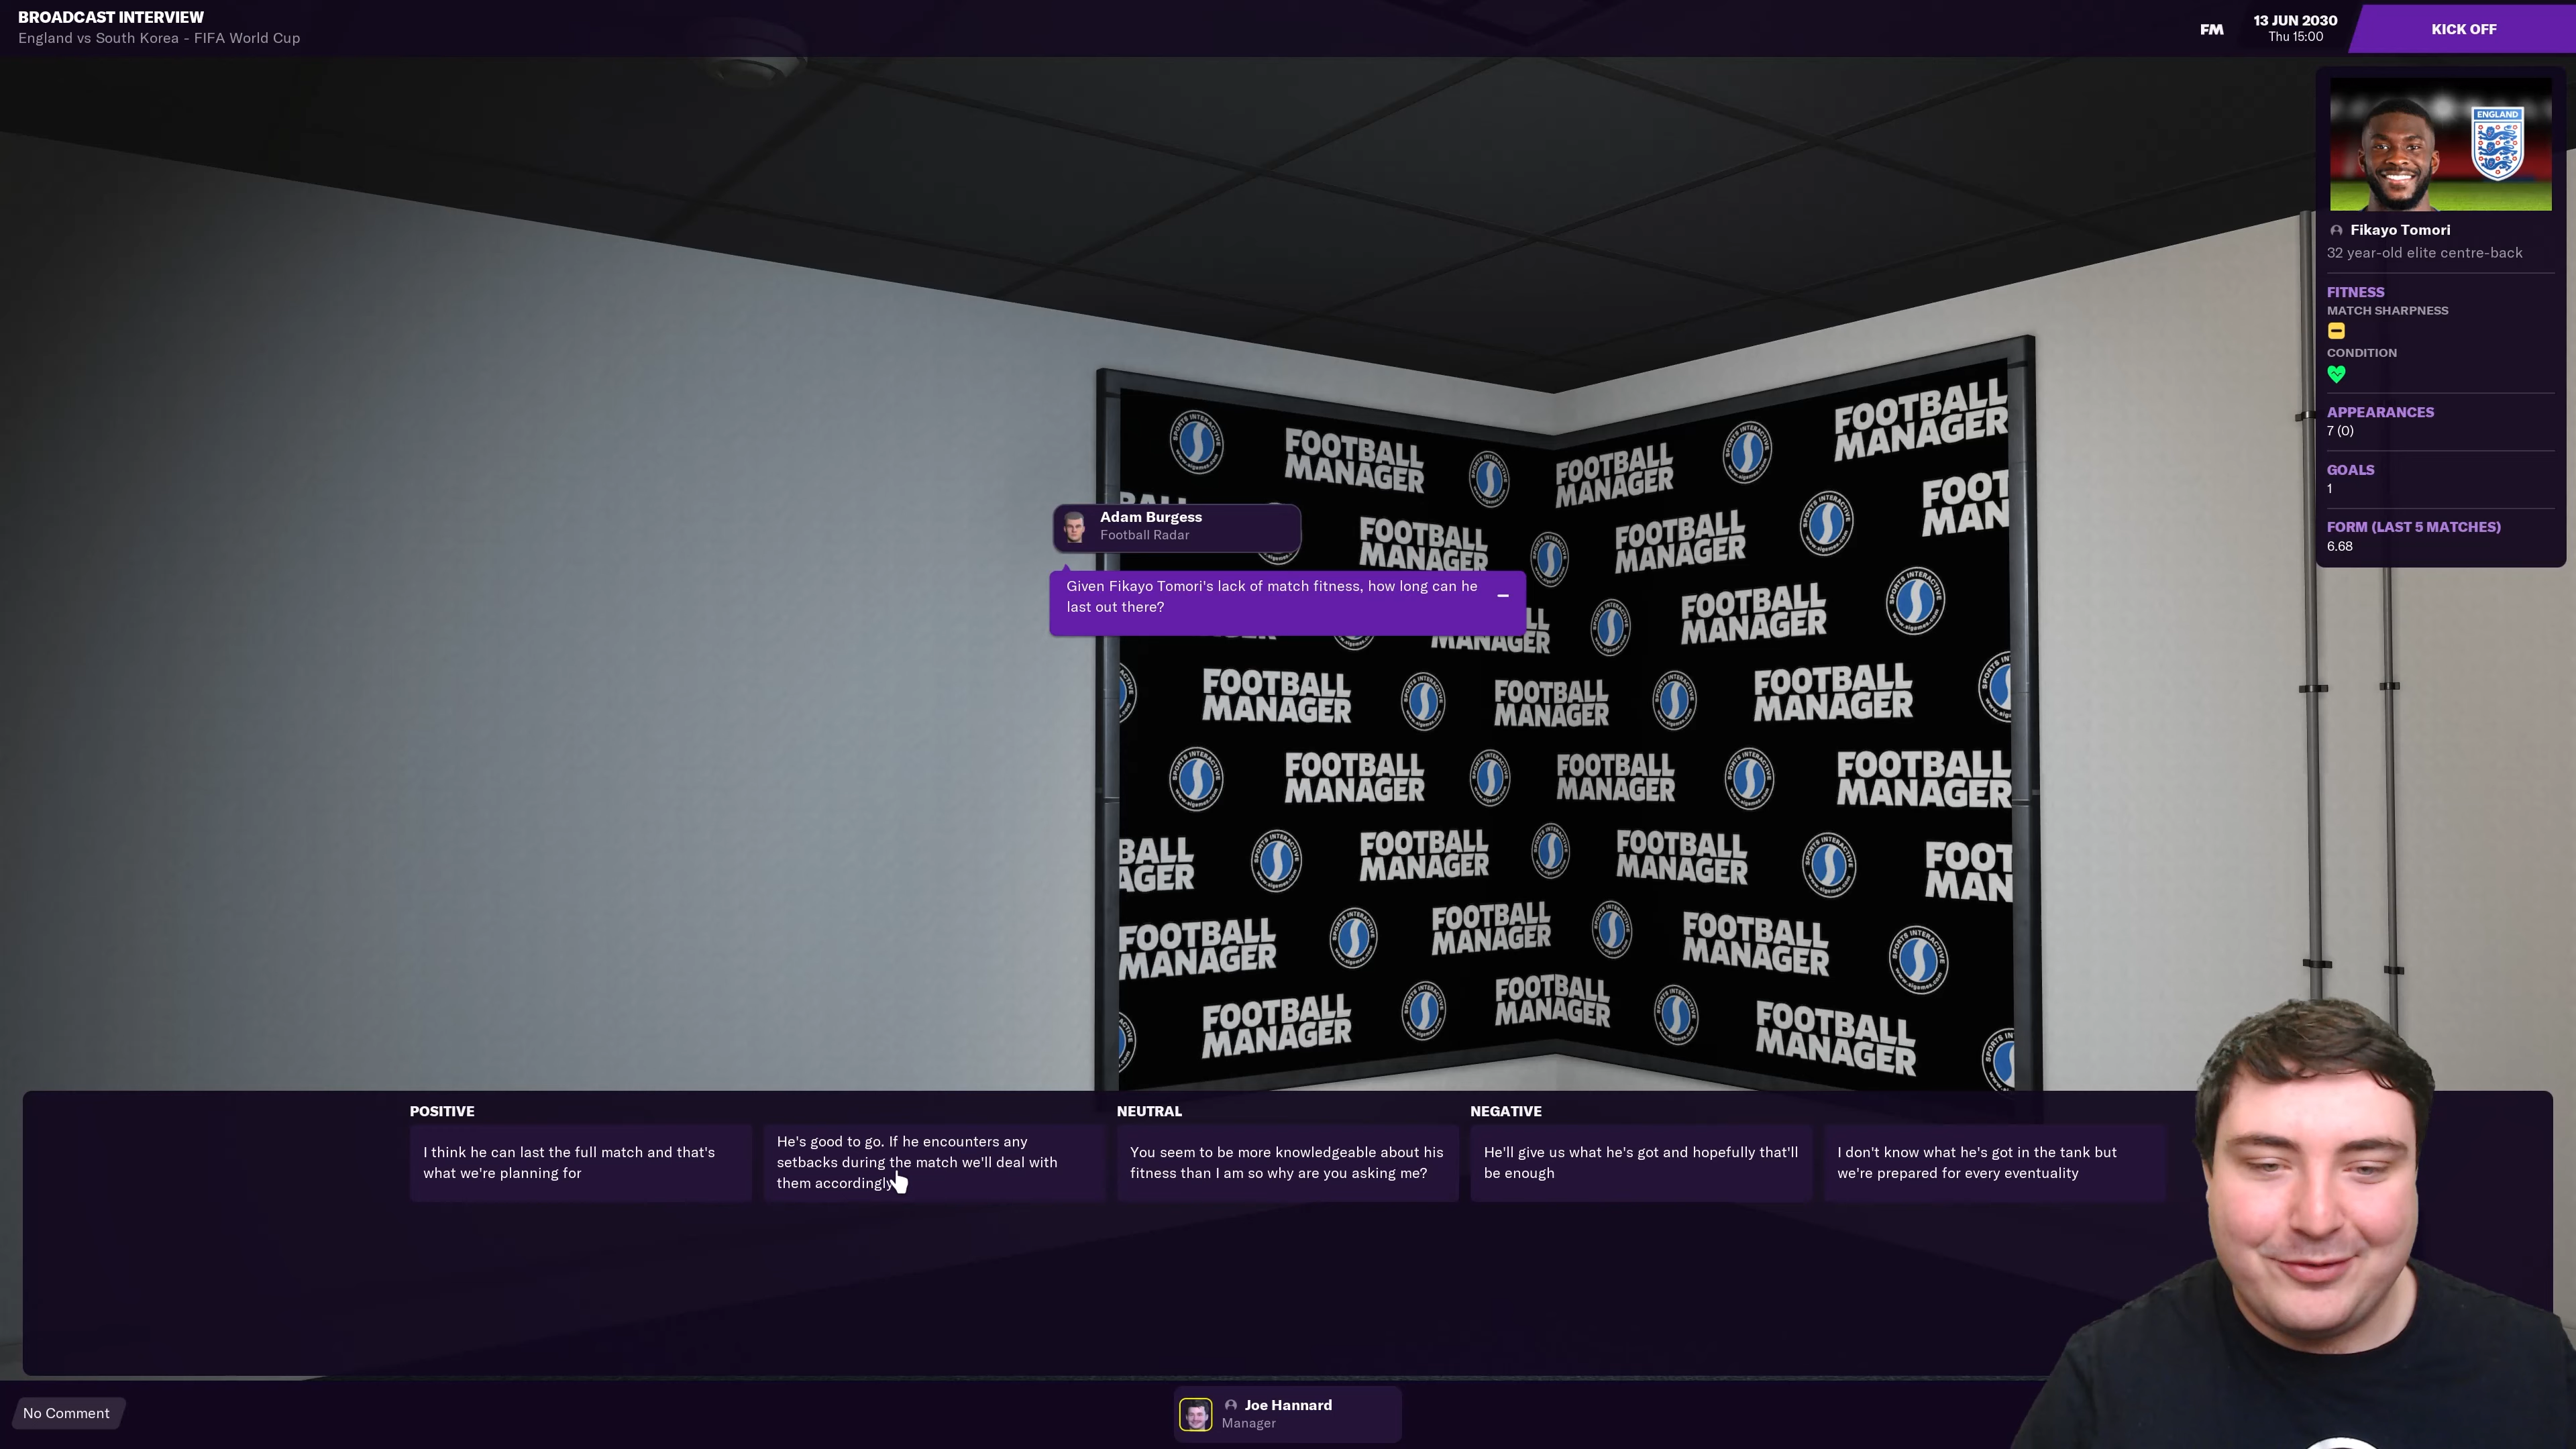 BROADCAST INTERVIEW
England vs South Korea - FIFA World Cup
FM
13 JUN 2030
Thu 15:00
KICK OFF
ENGLAND
Fikayo Tomori
32 year-old elite centre-back
FITNESS
MATCH SHARPNESS
CONDITION
APPEARANCES
7 (0)
GOALS
1
FORM (LAST 5 MATCHES)
6.68
Adam Burgess
Football Radar
Given Fikayo Tomori's lack of match fitness, how long can he
last out there?
SPORTS INTERACTIVE
www.sigames.com
FOOTBALL
MANAGER
POSITIVE
I think he can last the full match and that's
what we're planning for
He's good to go. If he encounters any
setbacks during the match we'll deal with
them accordingly
NEUTRAL
You seem to be more knowledgeable about his
fitness than I am so why are you asking me?
NEGATIVE
He'll give us what he's got and hopefully that'll
be enough
I don't know what he's got in the tank but
we're prepared for every eventuality
No Comment
Joe Hannard
Manager